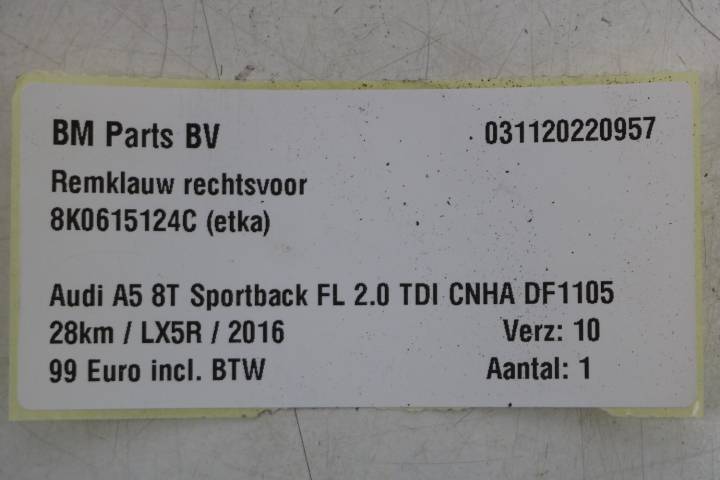 BM Parts BV 031120220957
Remklauw rechtsvoor
8K0615124C (etka)
Audi A5 8T Sportback FL 2.0 TDI CNHA DF1105
28km / LX5R / 2016 Verz: 10
99 Euro incl. BTW Aantal: 1